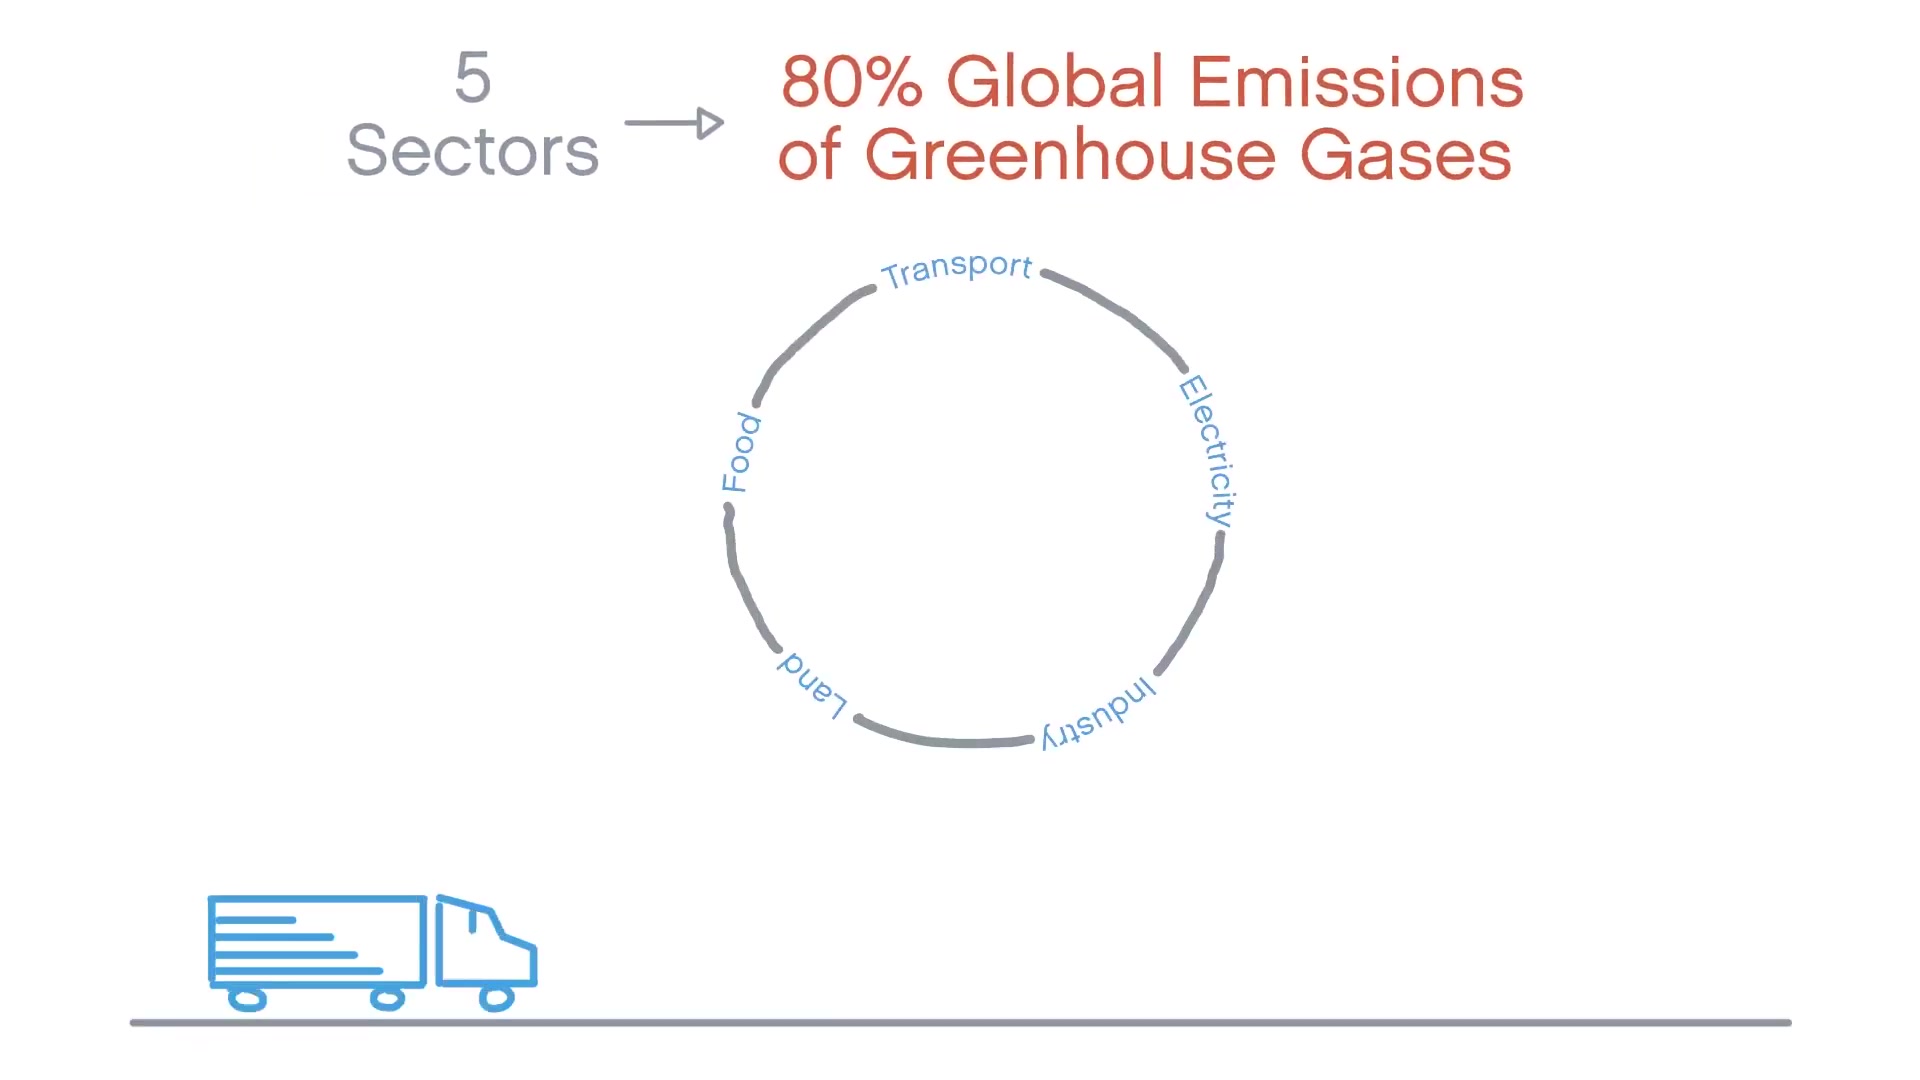 5
Sectors
80% Global Emissions
of Greenhouse Gases
Transport
Electricity
Industry
Land
Food